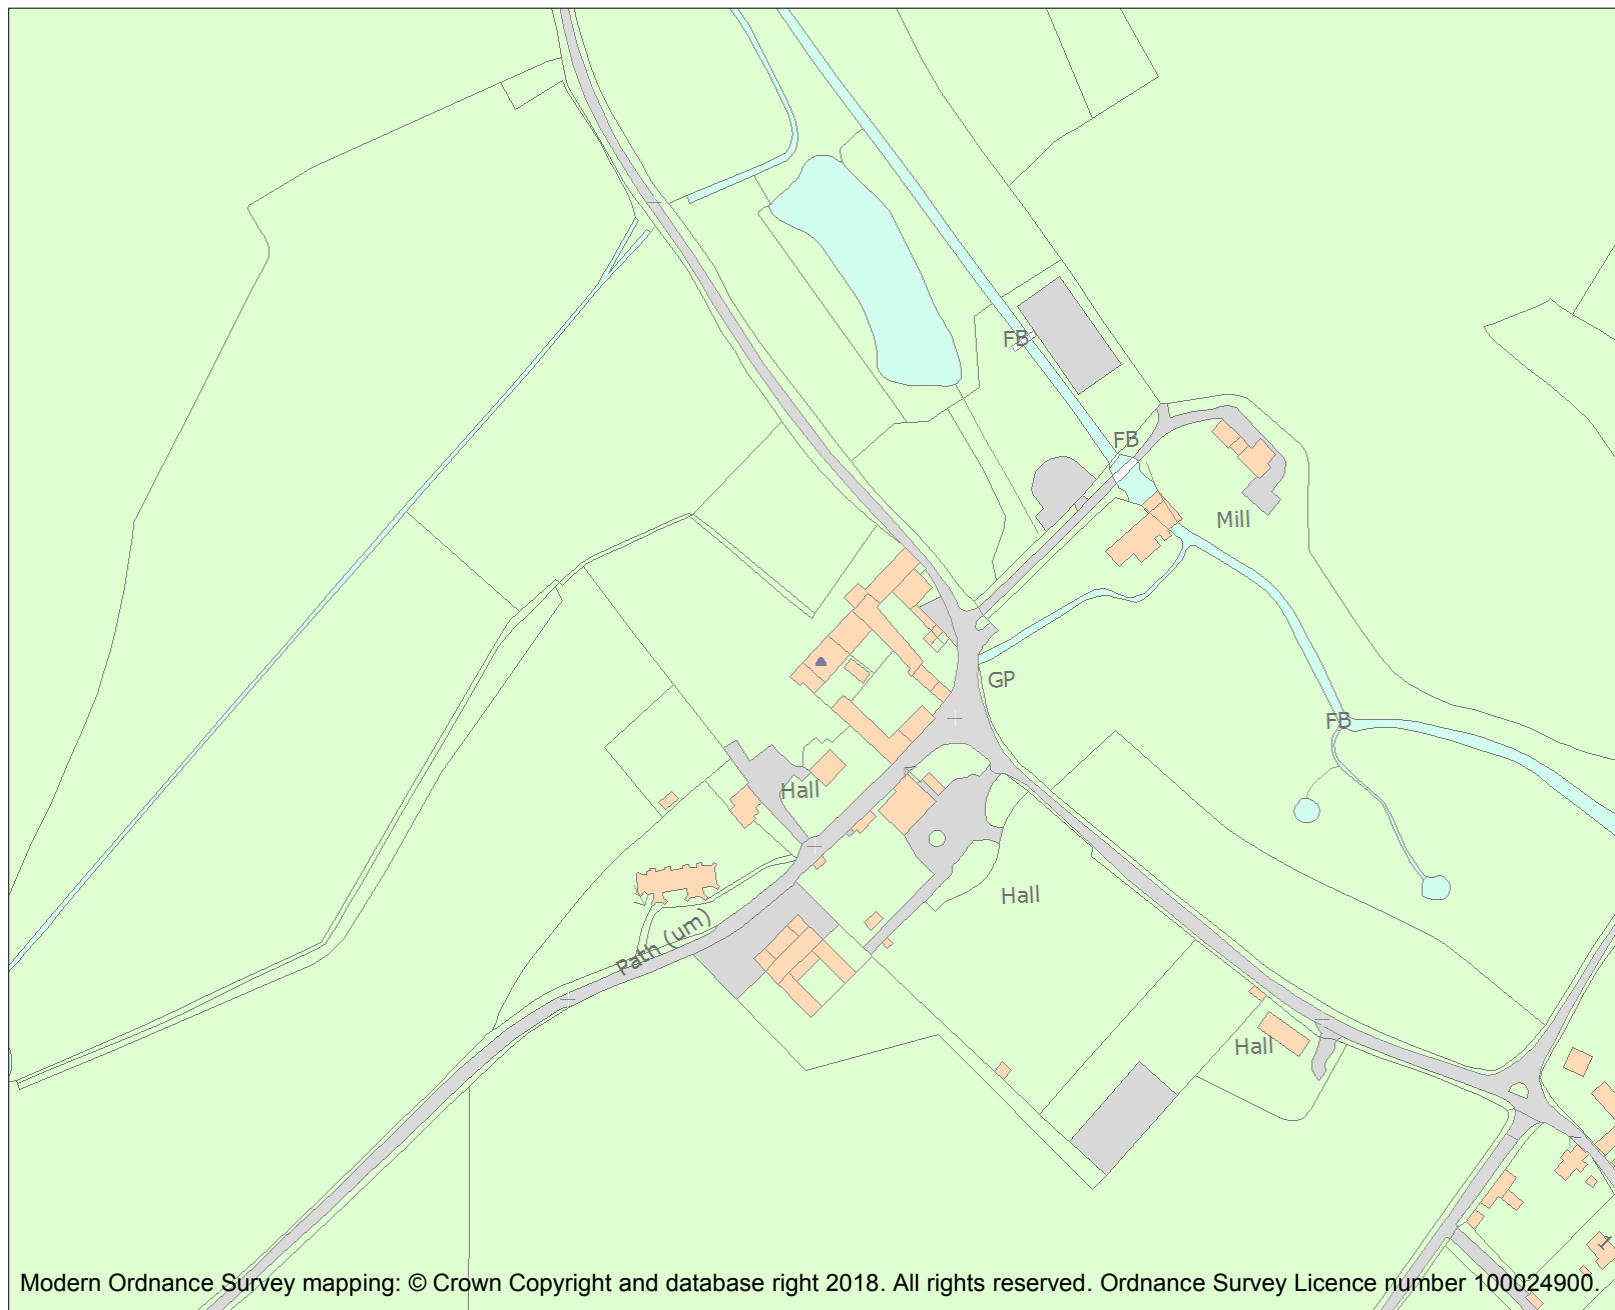 FB
FB
Mill
GP
FB
Hall
Hall
Path (um)
Hall
Modern Ordnance Survey mapping: © Crown Copyright and database right 2018. All rights reserved. Ordnance Survey Licence number 100024900.